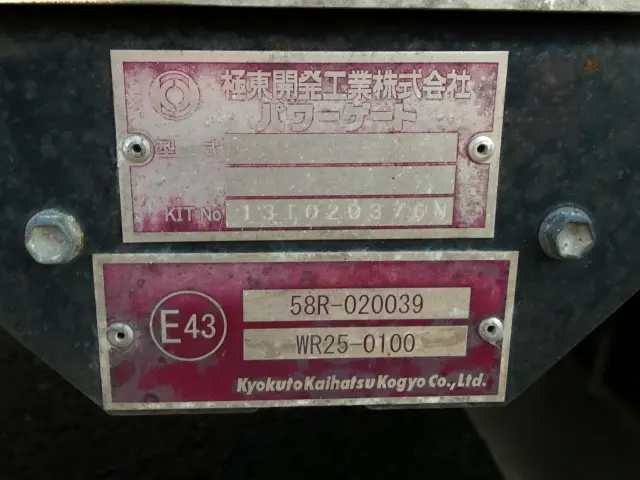 極東開発工業株式会社
パワーゲート
型式
KIT No 13I020376N
E43
58R-020039
WR25-0100
Kyokuto Kaihatsu Kogyo Co., Ltd.